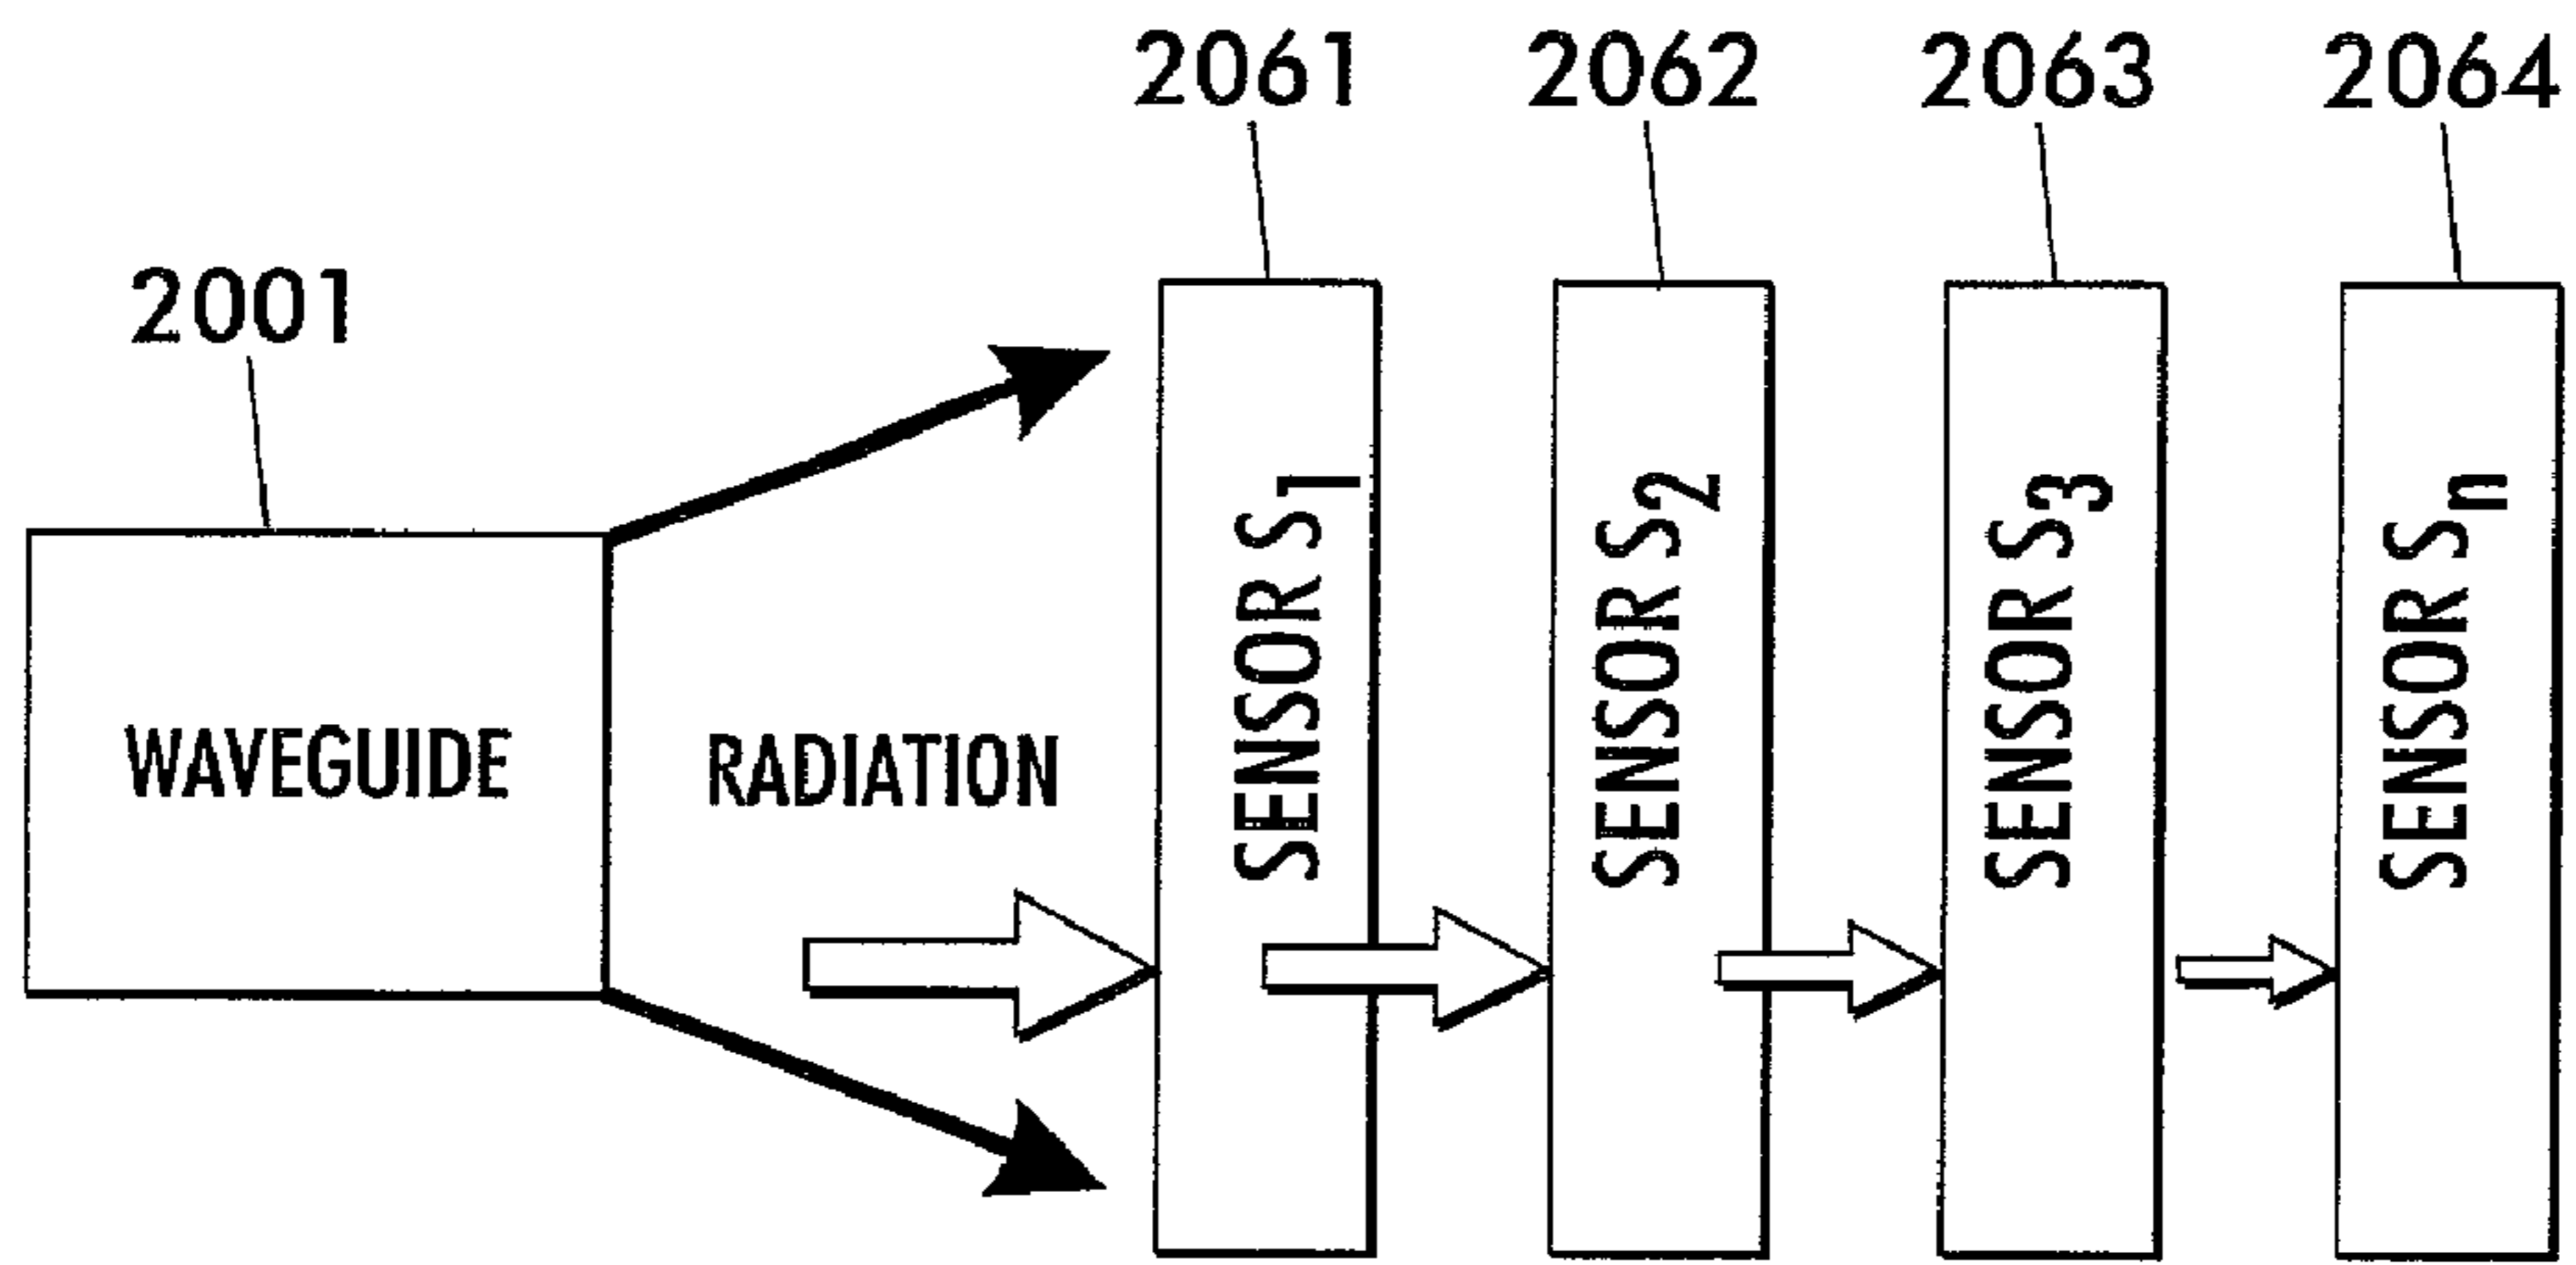 2061 2062 2063 2064
2001
WAVEGUIDE
RADIATION
SENSOR S1
SENSOR S2
SENSOR S3
SENSOR Sn